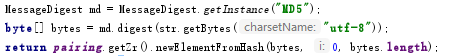 MessageDigest md = MessageDigest.getInstance("MD5");
byte[] bytes = md.digest(str.getBytes( charsetName: "utf-8"));
return pairing.getZr().newElementFromHash(bytes, i: 0, bytes.length);